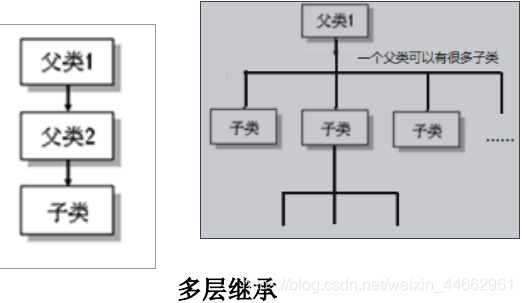 父类1
父类2
子类
父类1
一个父类可以有很多子类
子类
子类
子类
......
多层继承
https://blog.csdn.net/weixin_44662961